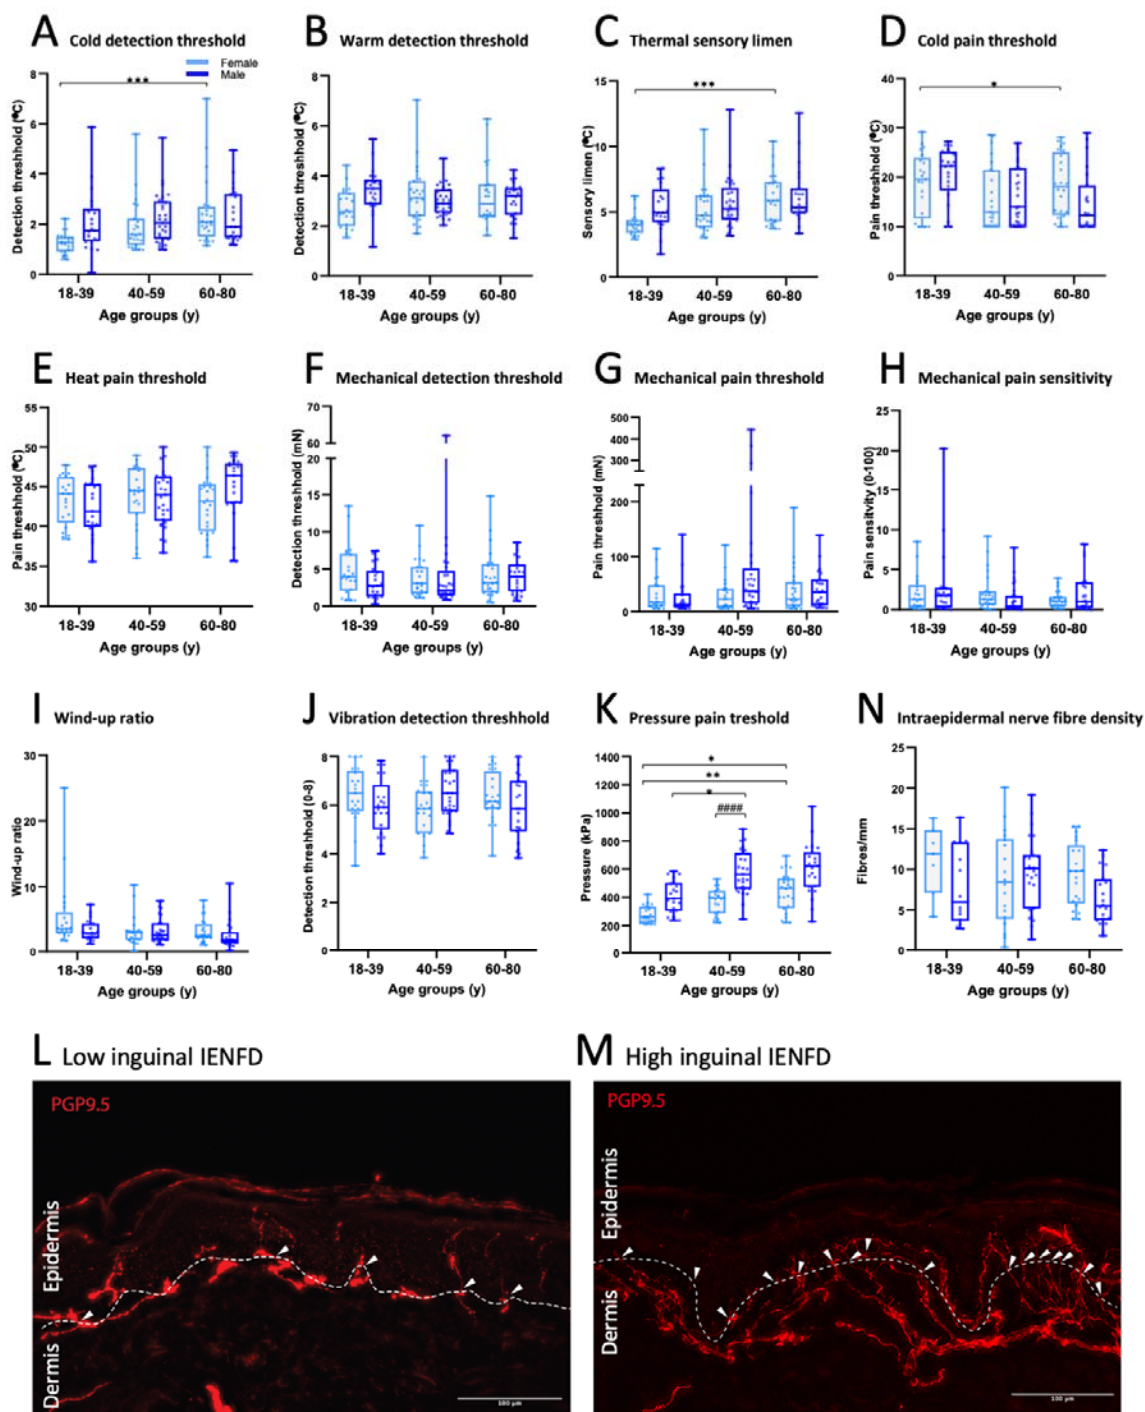 A Cold detection threshold
Female
Male
***
Detection threshhold (°C)
8
6
4
2
0
18-39 40-59 60-80
Age groups (y)
B Warm detection threshold
Detection threshhold (°C)
8
6
4
2
0
18-39 40-59 60-80
Age groups (y)
C Thermal sensory limen
***
Sensory limen (°C)
15
10
5
0
18-39 40-59 60-80
Age groups (y)
D Cold pain threshold
*
Pain threshhold (°C)
40
30
20
10
0
18-39 40-59 60-80
Age groups (y)
E Heat pain threshold
Pain threshhold (°C)
55
50
45
40
35
30
18-39 40-59 60-80
Age groups (y)
F Mechanical detection threshold
Detection threshhold (mN)
70
60
20
15
10
5
0
18-39 40-59 60-80
Age groups (y)
G Mechanical pain threshold
Pain threshhold (mN)
500
400
300
200
100
0
18-39 40-59 60-80
Age groups (y)
H Mechanical pain sensitivity
Pain sensitvity (0-100)
25
20
15
10
5
0
18-39 40-59 60-80
Age groups (y)
I Wind-up ratio
Wind-up ratio
30
20
10
0
18-39 40-59 60-80
Age groups (y)
J Vibration detection threshhold
Detection threshhold (0-8)
8
6
4
2
0
18-39 40-59 60-80
Age groups (y)
K Pressure pain treshold
*
**
*
####
Pressure (kPa)
1400
1200
1000
800
600
400
200
0
18-39 40-59 60-80
Age groups (y)
N Intraepidermal nerve fibre density
Fibres/mm
25
20
15
10
5
0
18-39 40-59 60-80
Age groups (y)
L Low inguinal IENFD
PGP9.5
Epidermis
Dermis
100 µm
M High inguinal IENFD
PGP9.5
Epidermis
Dermis
100 µm